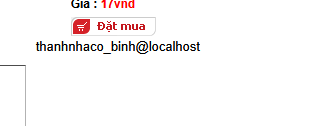 Giá : 17vnd
Đặt mua
thanhnhaco_binh@localhost